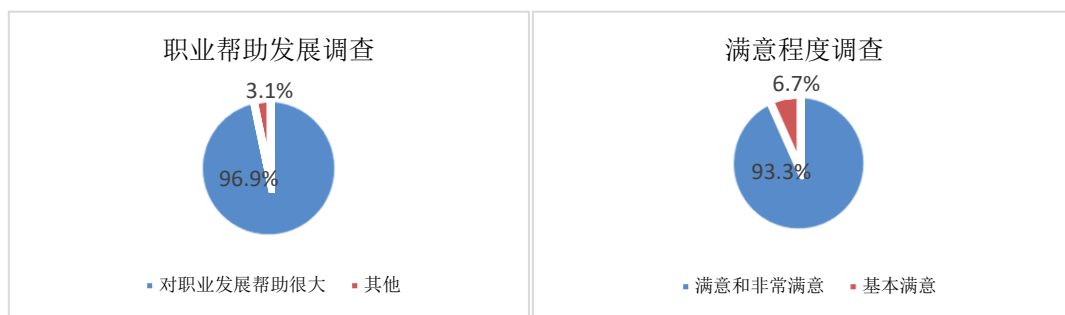 职业帮助发展调查
3.1%
96.9%
对职业发展帮助很大 其他
满意程度调查
6.7%
93.3%
满意和非常满意 基本满意